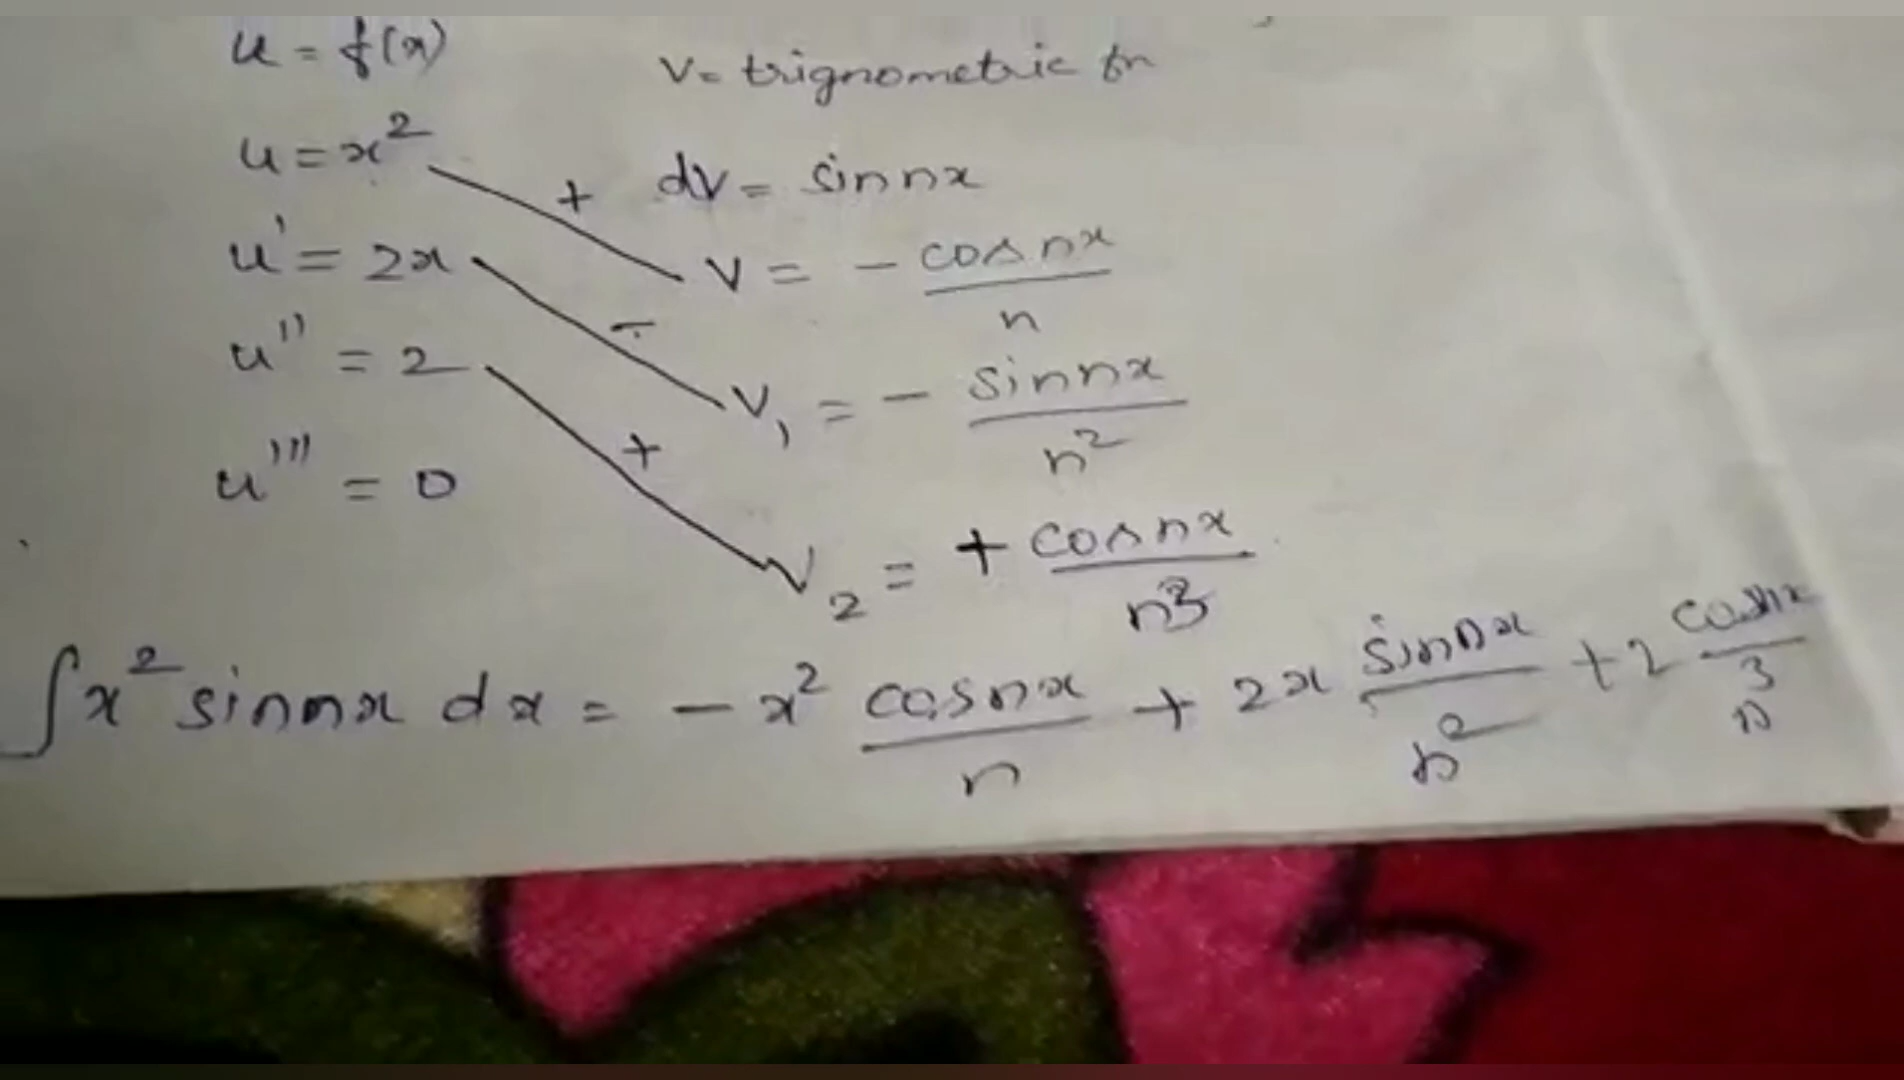 u = f(x) V= trignometric fn
u = x² + dv = sin nx
u' = 2x - V = - cos nx / n
u'' = 2 + V₁ = - sin nx / n²
u''' = 0
V₂ = + cos nx / n³
∫x² sin nx dx = - x² cos nx / n + 2x sin nx / n² + 2 cos nx / n³